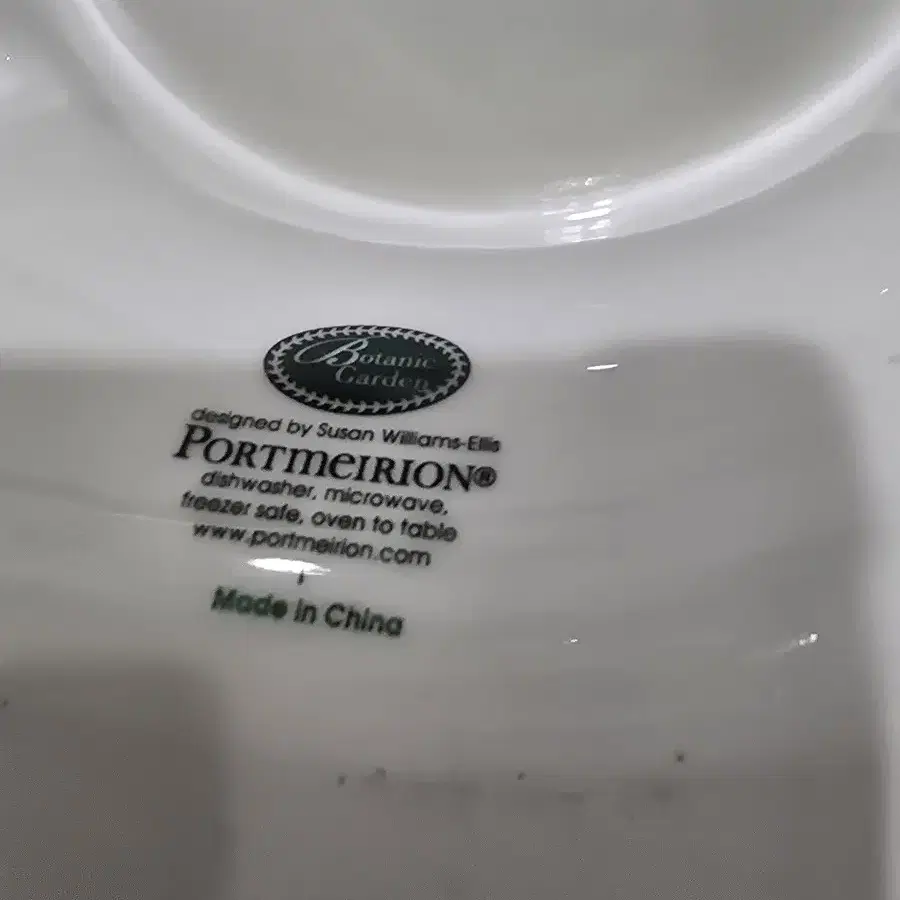 Botanic
Garden
designed by Susan Williams-Ellis
PORTMEIRION®
dishwasher, microwave,
freezer safe, oven to table
www.portmeirion.com
Made in China